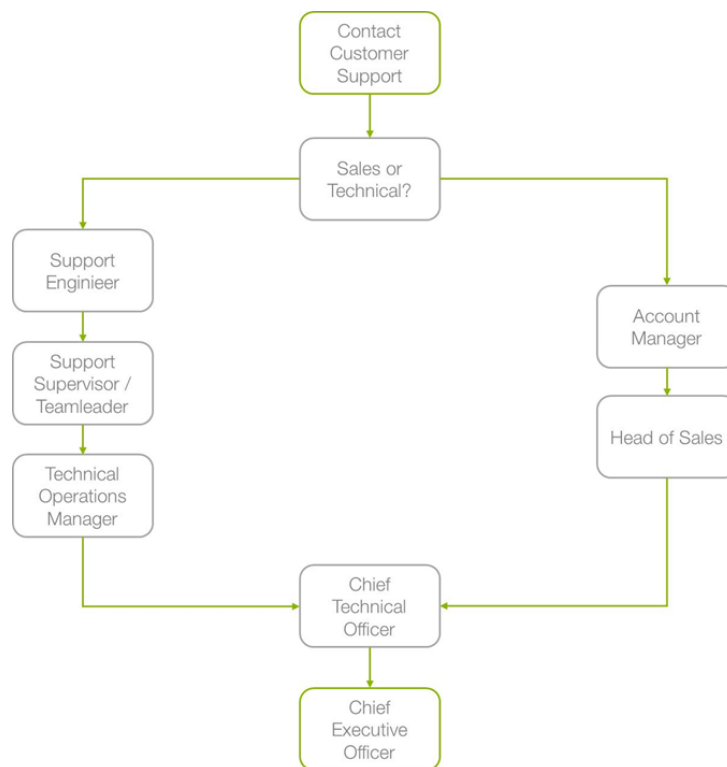 Contact
Customer
Support
Sales or
Technical?
Support
Enginieer
Support
Supervisor /
Teamleader
Technical
Operations
Manager
Account
Manager
Head of Sales
Chief
Technical
Officer
Chief
Executive
Officer